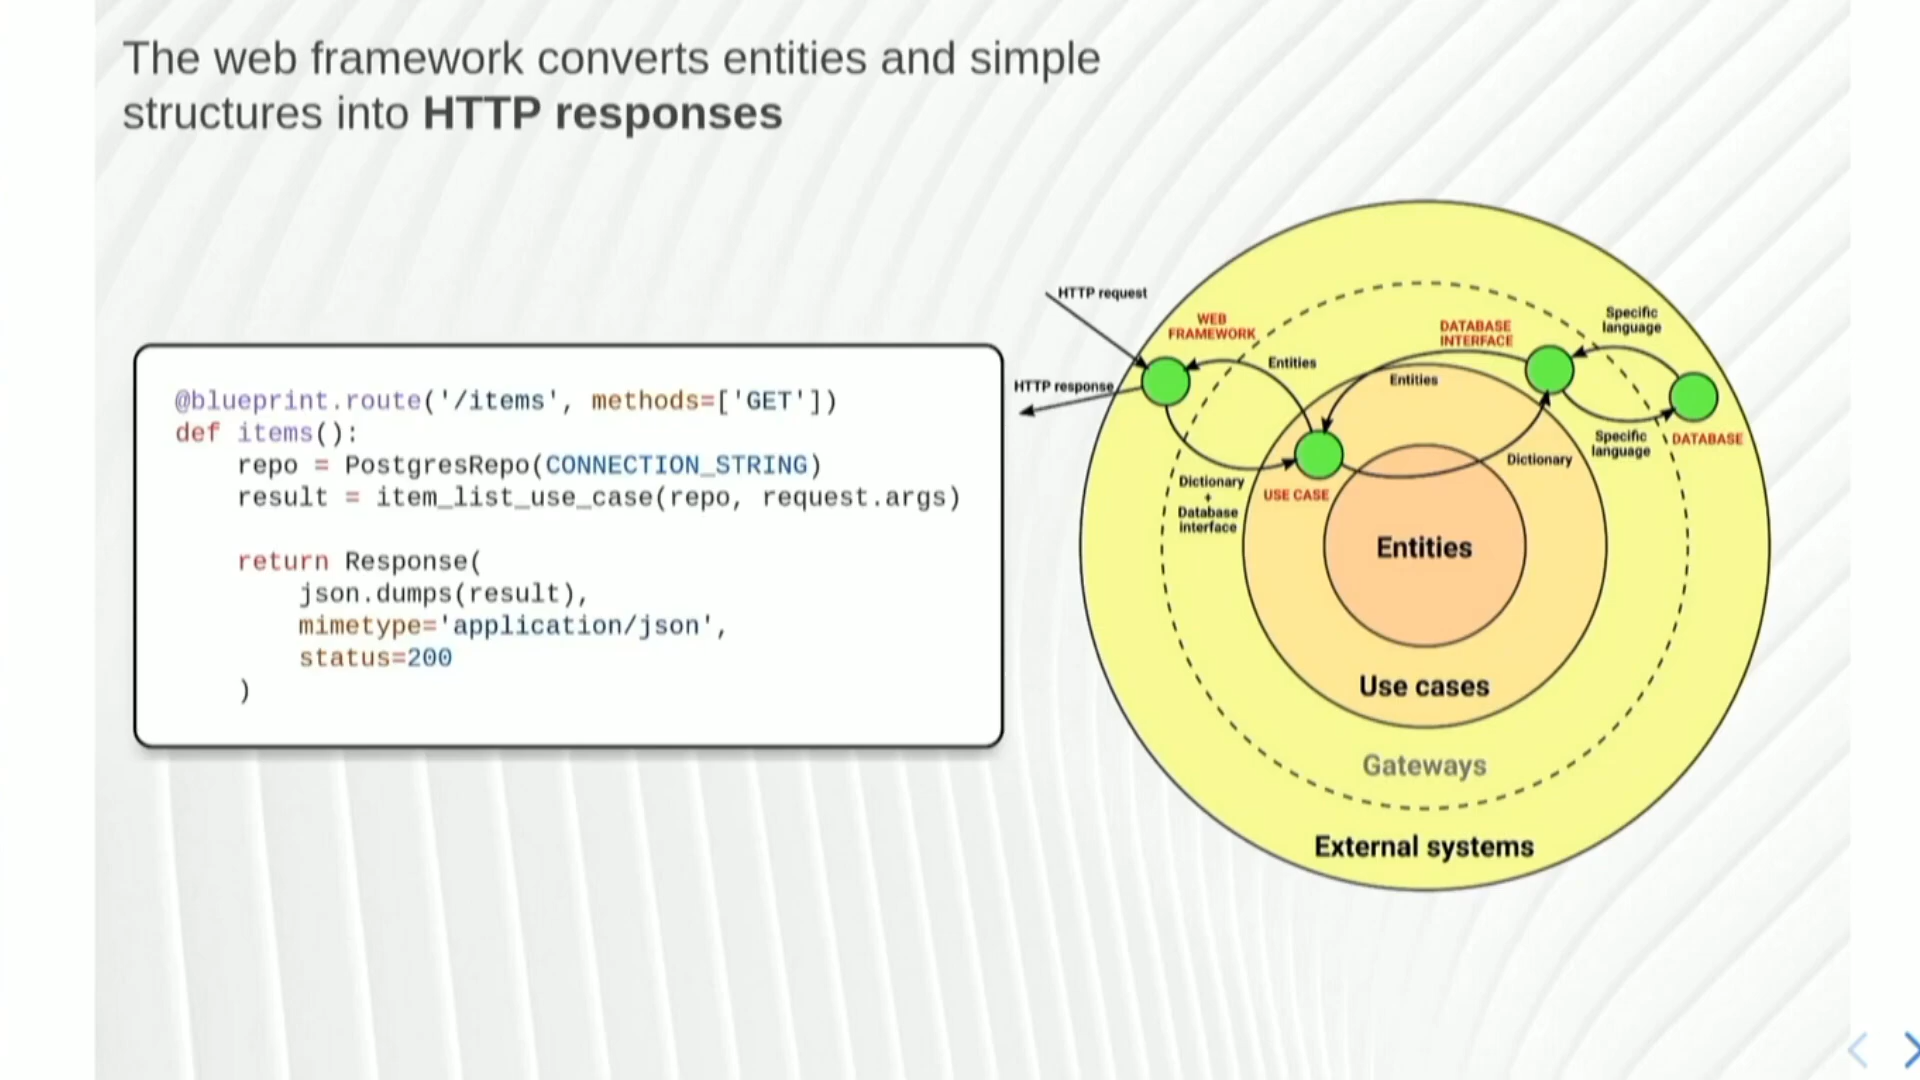 The web framework converts entities and simple
structures into HTTP responses
@blueprint.route('/items', methods=['GET'])
def items():
    repo = PostgresRepo(CONNECTION_STRING)
    result = item_list_use_case(repo, request.args)
    return Response(
        json.dumps(result),
        mimetype='application/json',
        status=200
    )
HTTP request
HTTP response
WEB
FRAMEWORK
Entities
Dictionary
+
Database
interface
USE CASE
Entities
DATABASE
INTERFACE
Dictionary
Specific
language
Specific
language
DATABASE
Entities
Use cases
Gateways
External systems